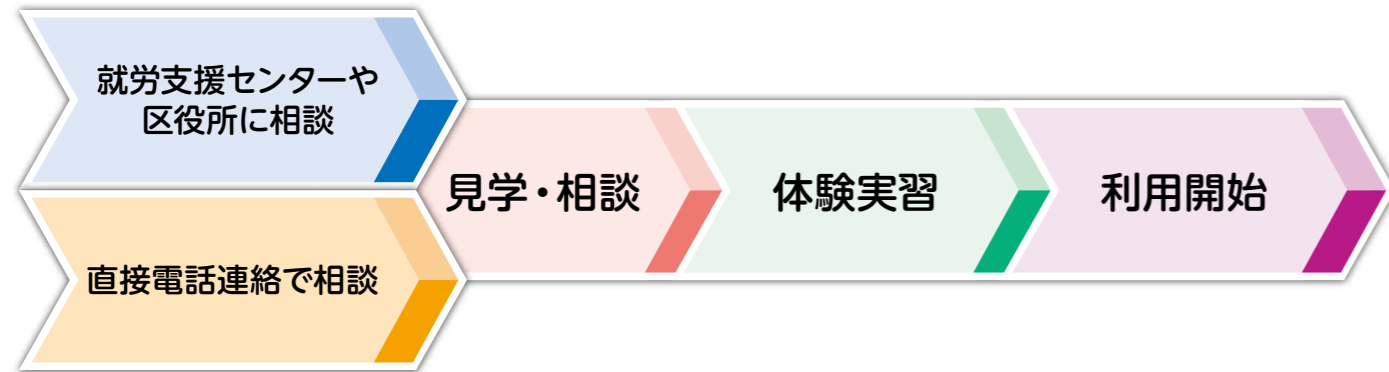 就労支援センターや
区役所に相談
直接電話連絡で相談
見学・相談
体験実習
利用開始